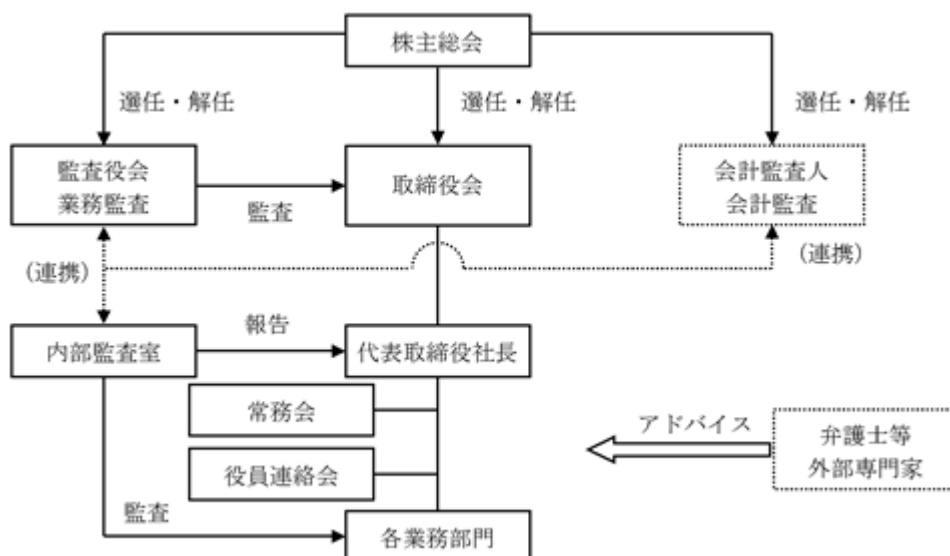 株主総会
選任・解任
選任・解任
選任・解任
監査役会
業務監査
監査
取締役会
会計監査人
会計監査
(連携)
(連携)
内部監査室
報告
代表取締役社長
常務会
役員連絡会
アドバイス
弁護士等
外部専門家
監査
各業務部門